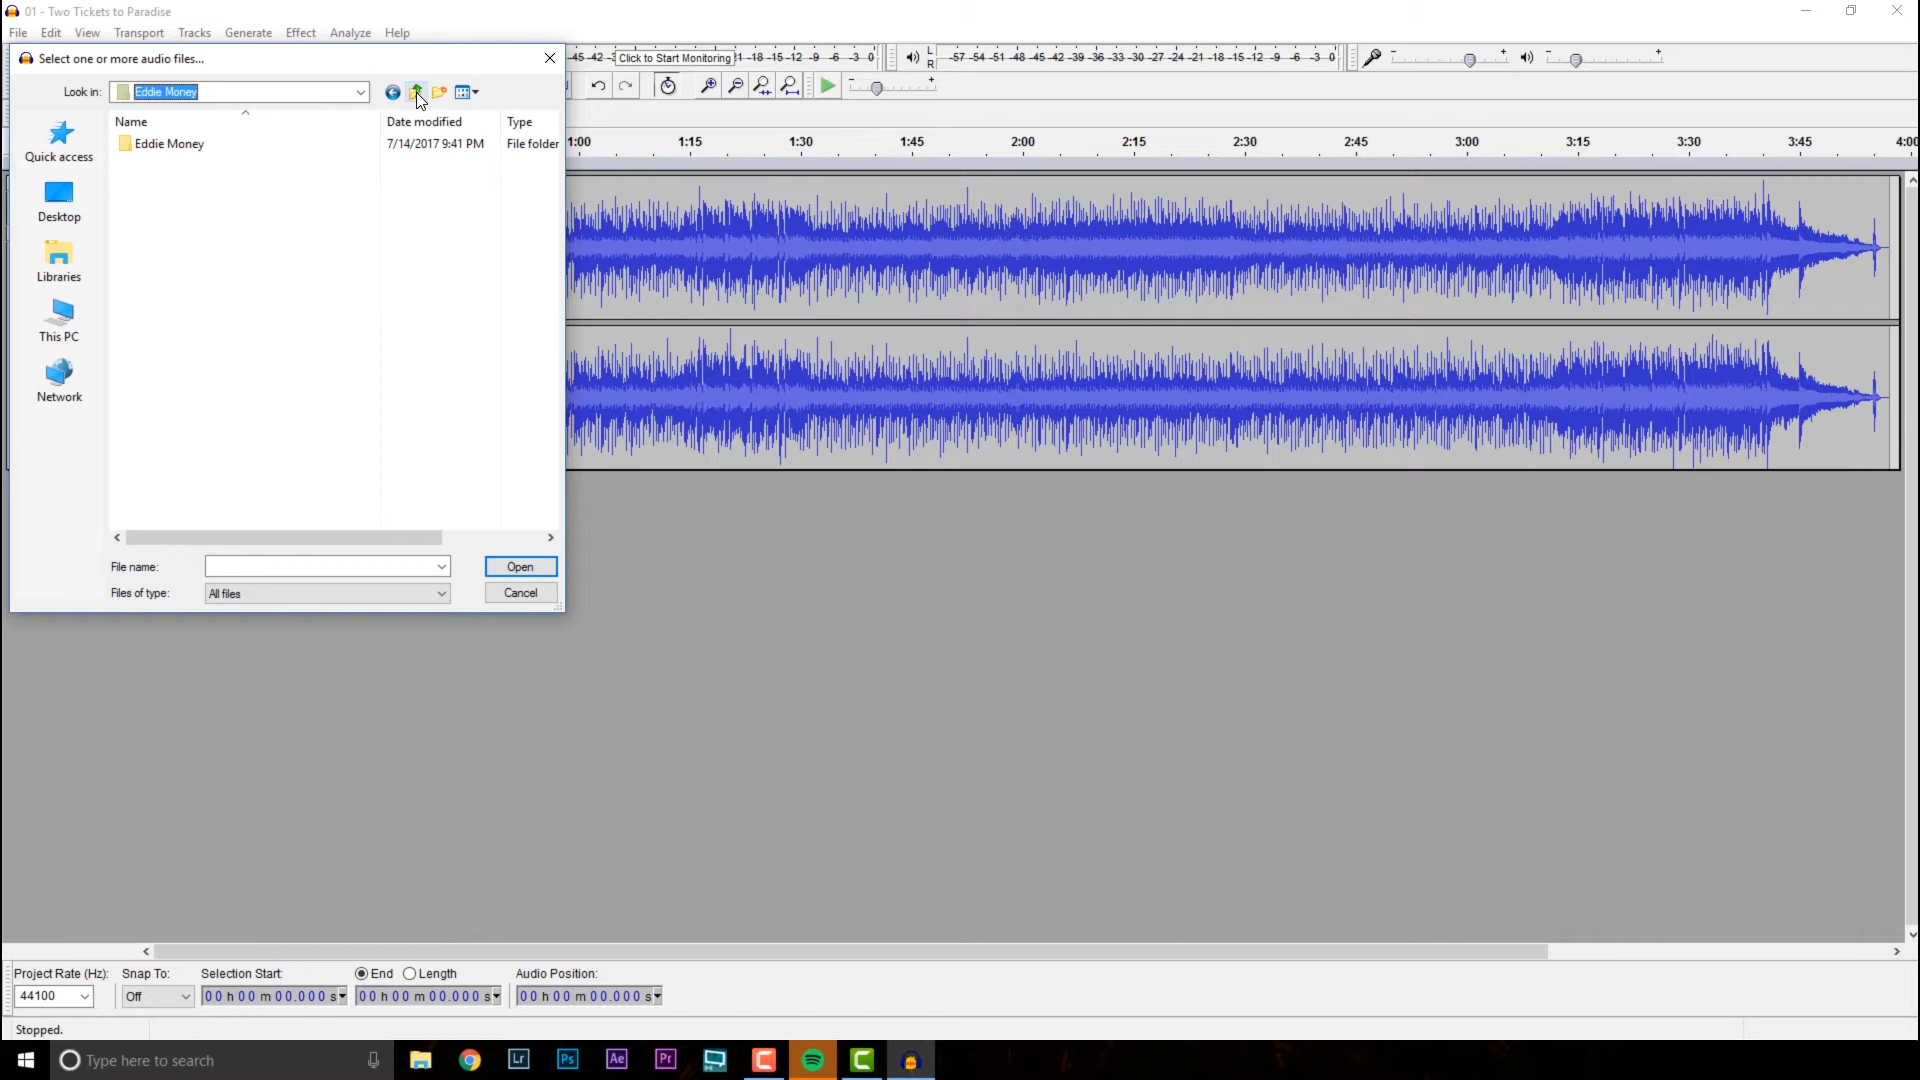 01 - Two Tickets to Paradise
File Edit View Transport Tracks Generate Effect Analyze Help
Select one or more audio files...
-45 -42 -3 Click to Start Monitoring 1 -18 -15 -12 -9 -6 -3 0
L
R
-57 -54 -51 -48 -45 -42 -39 -36 -33 -30 -27 -24 -21 -18 -15 -12 -9 -6 -3 0
- +
- +
Look in: Eddie Money
- +
Name Date modified Type
Eddie Money 7/14/2017 9:41 PM File folder
1:00 1:15 1:30 1:45 2:00 2:15 2:30 2:45 3:00 3:15 3:30 3:45 4:00
Quick access
Desktop
Libraries
This PC
Network
File name: Open
Files of type: All files Cancel
Project Rate (Hz): Snap To: Selection Start: End Length Audio Position:
44100 Off 00 h 00 m 00.000 s 00 h 00 m 00.000 s 00 h 00 m 00.000 s
Stopped.
Type here to search Lr Ps Ae Pr